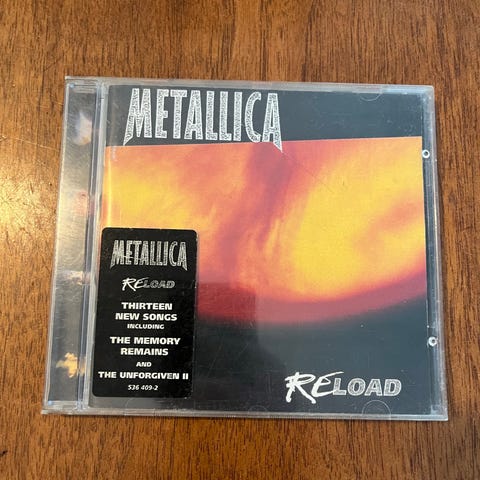 METALLICA
METALLICA
RELOAD
THIRTEEN
NEW SONGS
INCLUDING
THE MEMORY
REMAINS
AND
THE UNFORGIVEN II
536 409-2
RELOAD